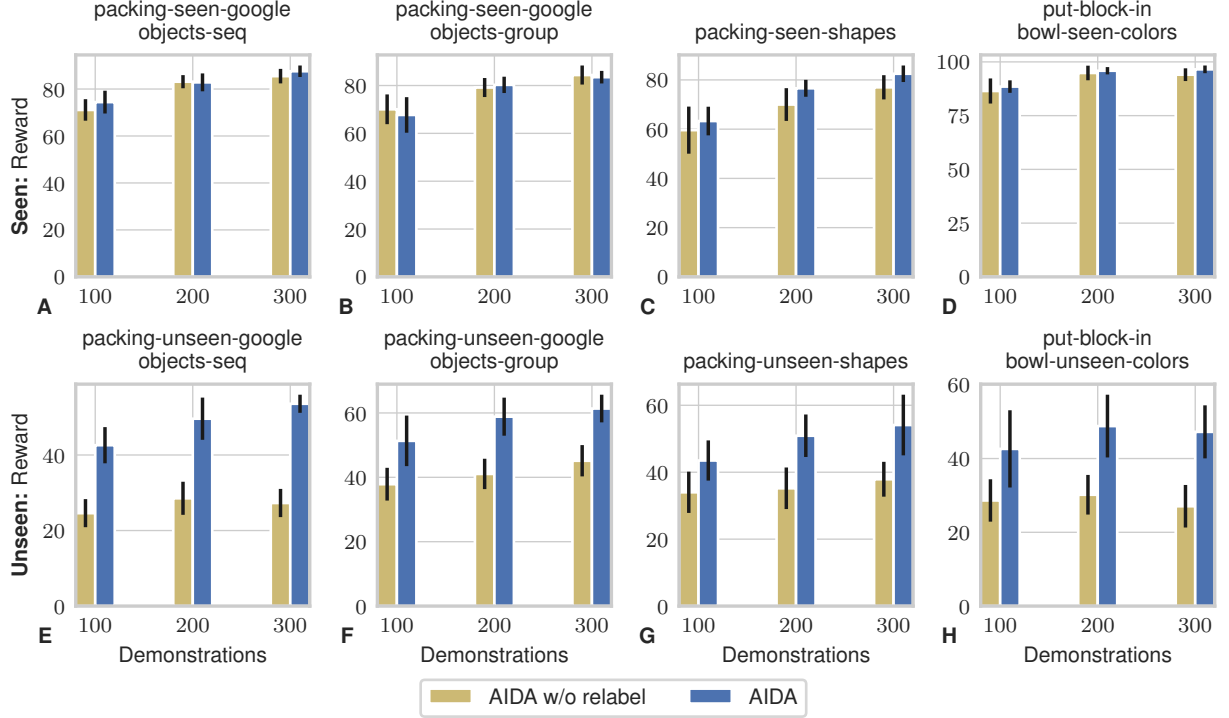 packing-seen-google
objects-seq
packing-seen-google
objects-group
packing-seen-shapes
put-block-in
bowl-seen-colors
Seen: Reward
80
60
40
20
0
100
200
300
A
80
60
40
20
0
100
200
300
B
80
60
40
20
0
100
200
300
C
100
75
50
25
0
100
200
300
D
packing-unseen-google
objects-seq
packing-unseen-google
objects-group
packing-unseen-shapes
put-block-in
bowl-unseen-colors
Unseen: Reward
40
20
0
100
200
300
E
Demonstrations
60
40
20
0
100
200
300
F
Demonstrations
60
40
20
0
100
200
300
G
Demonstrations
60
40
20
0
100
200
300
H
Demonstrations
AIDA w/o relabel
AIDA